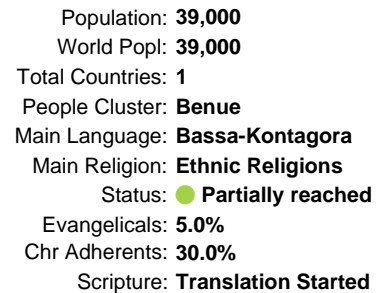 Population: 39,000
World Popl: 39,000
Total Countries: 1
People Cluster: Benue
Main Language: Bassa-Kontagora
Main Religion: Ethnic Religions
Status: Partially reached
Evangelicals: 5.0%
Chr Adherents: 30.0%
Scripture: Translation Started